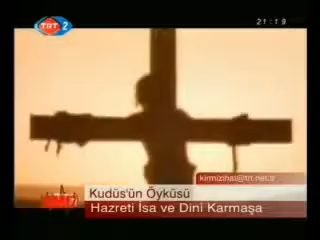 TRT 2
21:19
kirmizihat@trt.net.tr
Kudüs'ün Öyküsü
Hazreti İsa ve Dini Karmaşa